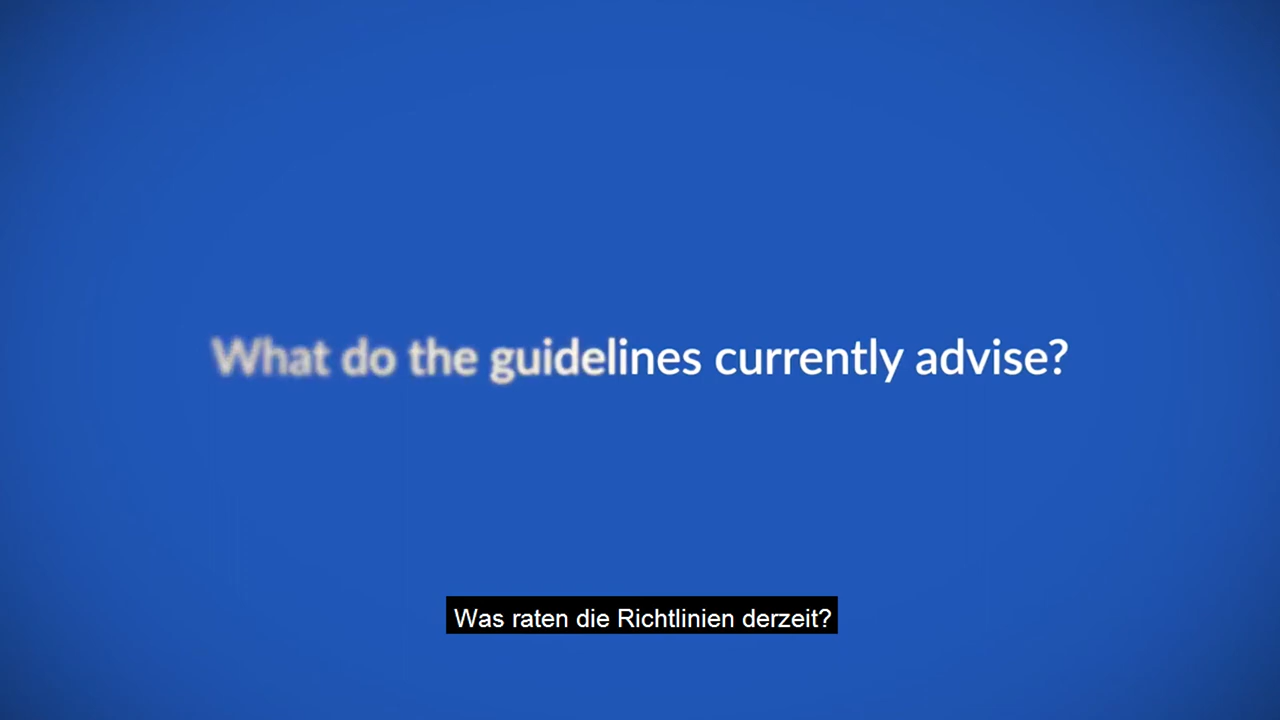 What do the guidelines currently advise?
Was raten die Richtlinien derzeit?